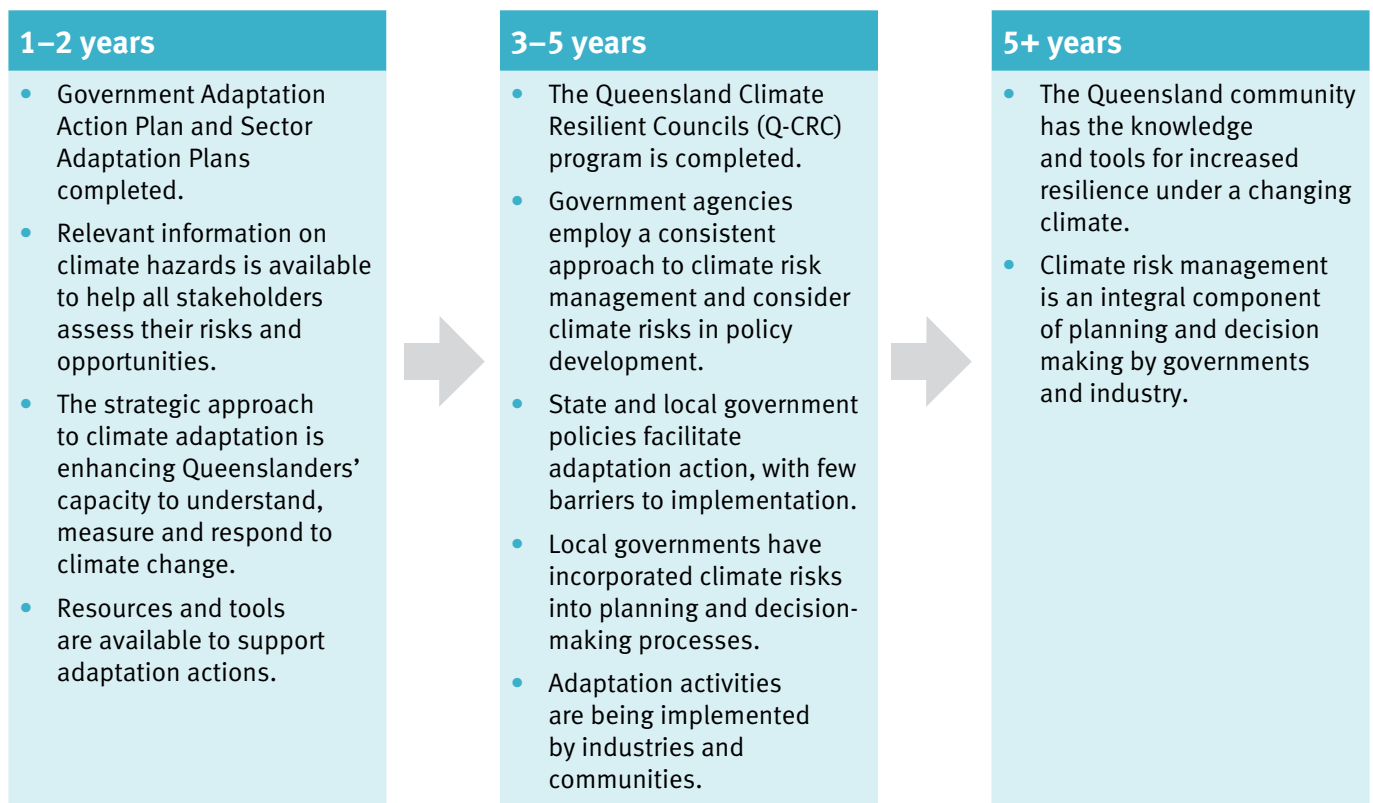 1–2 years
• Government Adaptation
Action Plan and Sector
Adaptation Plans
completed.
• Relevant information on
climate hazards is available
to help all stakeholders
assess their risks and
opportunities.
• The strategic approach
to climate adaptation is
enhancing Queenslanders’
capacity to understand,
measure and respond to
climate change.
• Resources and tools
are available to support
adaptation actions.
3–5 years
• The Queensland Climate
Resilient Councils (Q-CRC)
program is completed.
• Government agencies
employ a consistent
approach to climate risk
management and consider
climate risks in policy
development.
• State and local government
policies facilitate
adaptation action, with few
barriers to implementation.
• Local governments have
incorporated climate risks
into planning and decision-
making processes.
• Adaptation activities
are being implemented
by industries and
communities.
5+ years
• The Queensland community
has the knowledge
and tools for increased
resilience under a changing
climate.
• Climate risk management
is an integral component
of planning and decision
making by governments
and industry.